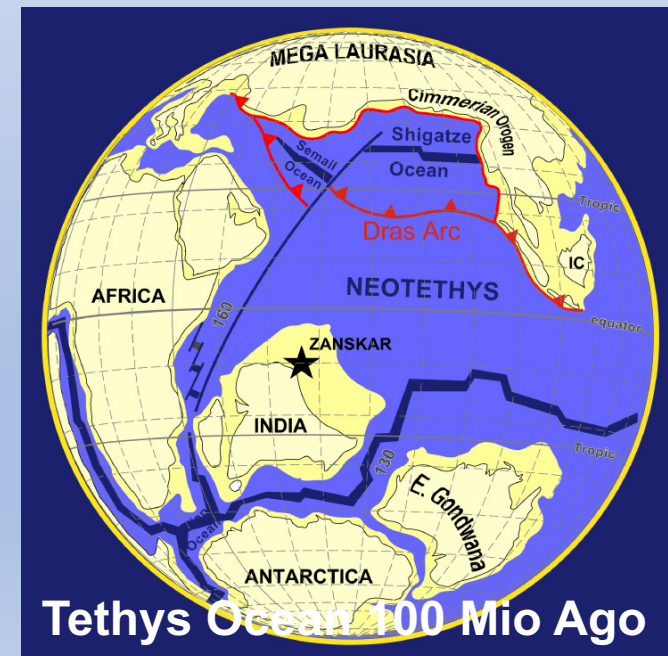 MEGA LAURASIA
Cimmerian Orogen
Shigatze
Ocean
Semail
Ocean
Tropic
Dras Arc
IC
AFRICA
NEOTETHYS
160
equator
ZANSKAR
INDIA
Tropic
130
E. Gondwana
Ocean
ANTARCTICA
Tethys Ocean 100 Mio Ago